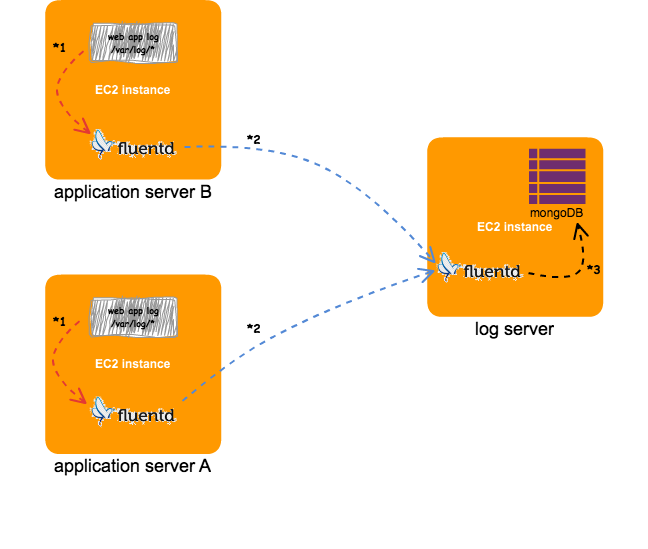 *1
web app log
/var/log/*
EC2 instance
fluentd
*2
application server B
mongoDB
EC2 instance
fluentd
*3
log server
*1
web app log
/var/log/*
EC2 instance
fluentd
*2
application server A